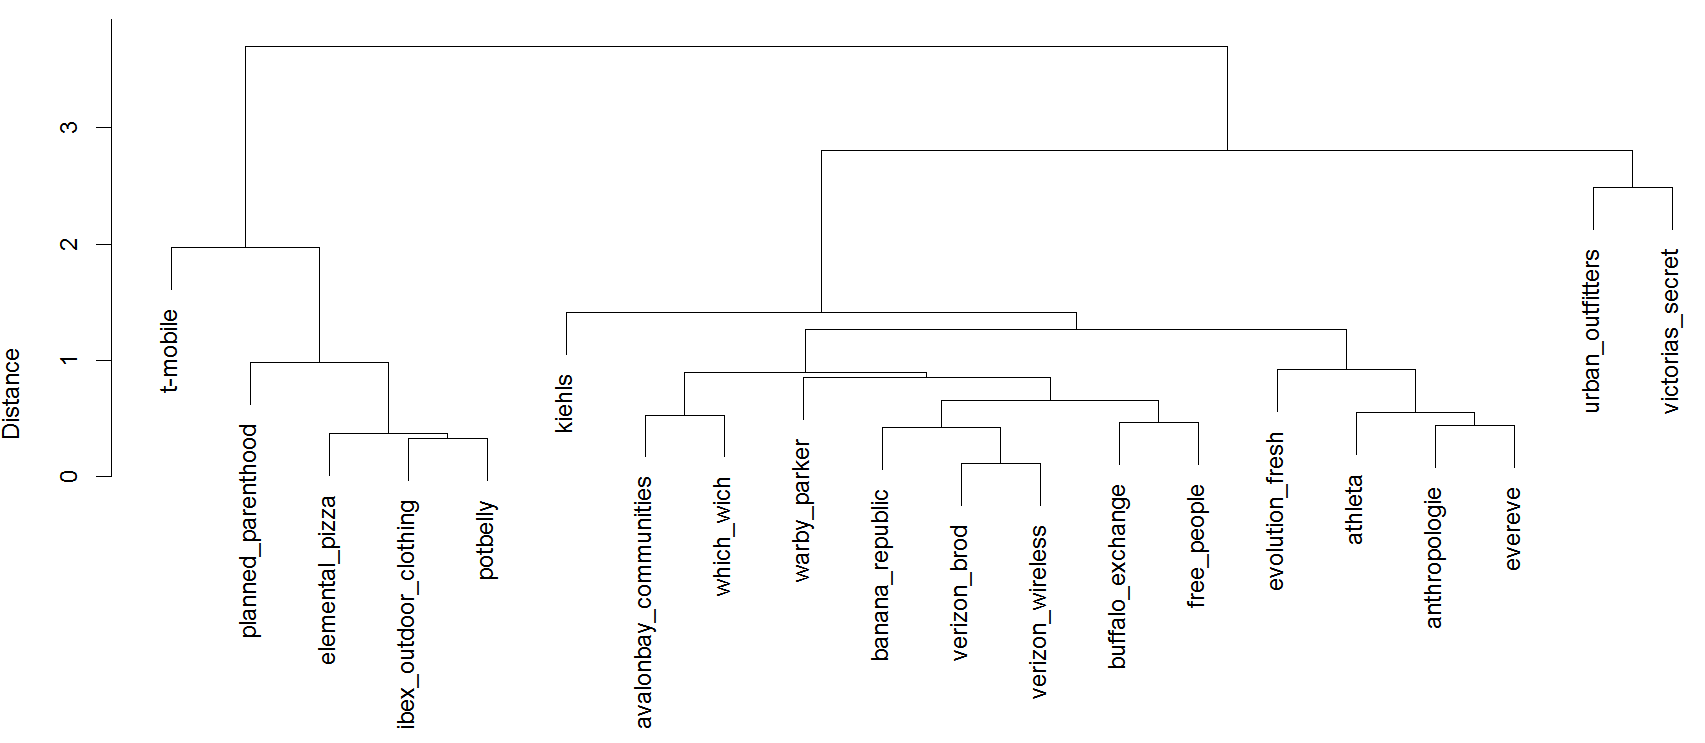 Distance
3
2
1
0
t-mobile
planned_parenthood
elemental_pizza
ibex_outdoor_clothing
potbelly
kiehls
avalonbay_communities
which_wich
warby_parker
banana_republic
verizon_brod
verizon_wireless
buffalo_exchange
free_people
evolution_fresh
athleta
anthropologie
evereve
urban_outfitters
victorias_secret